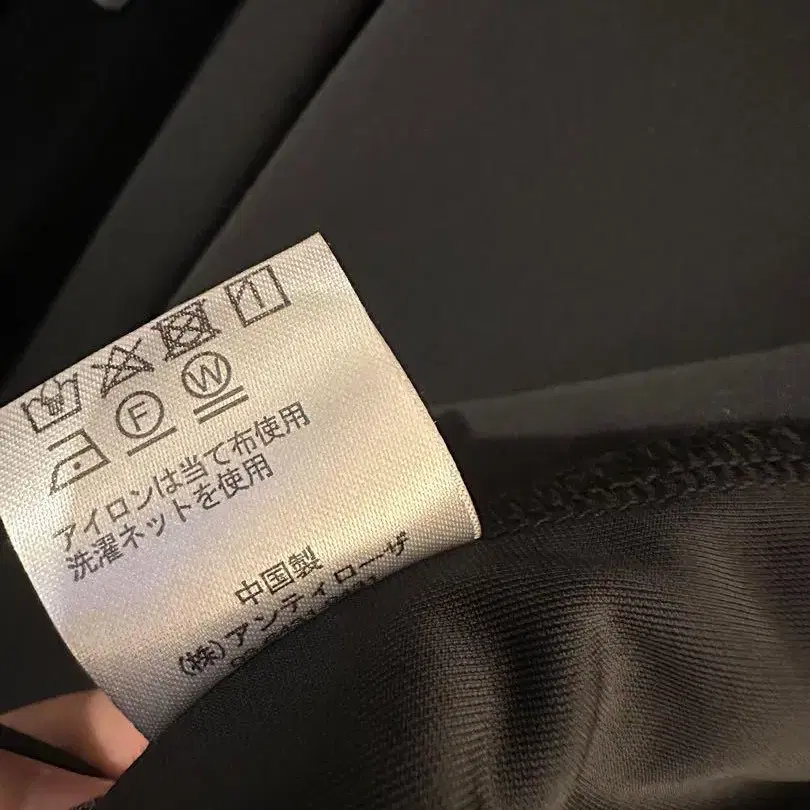 F W
アイロンは当て布使用
洗濯ネットを使用
中国製
(株)アンティローザ